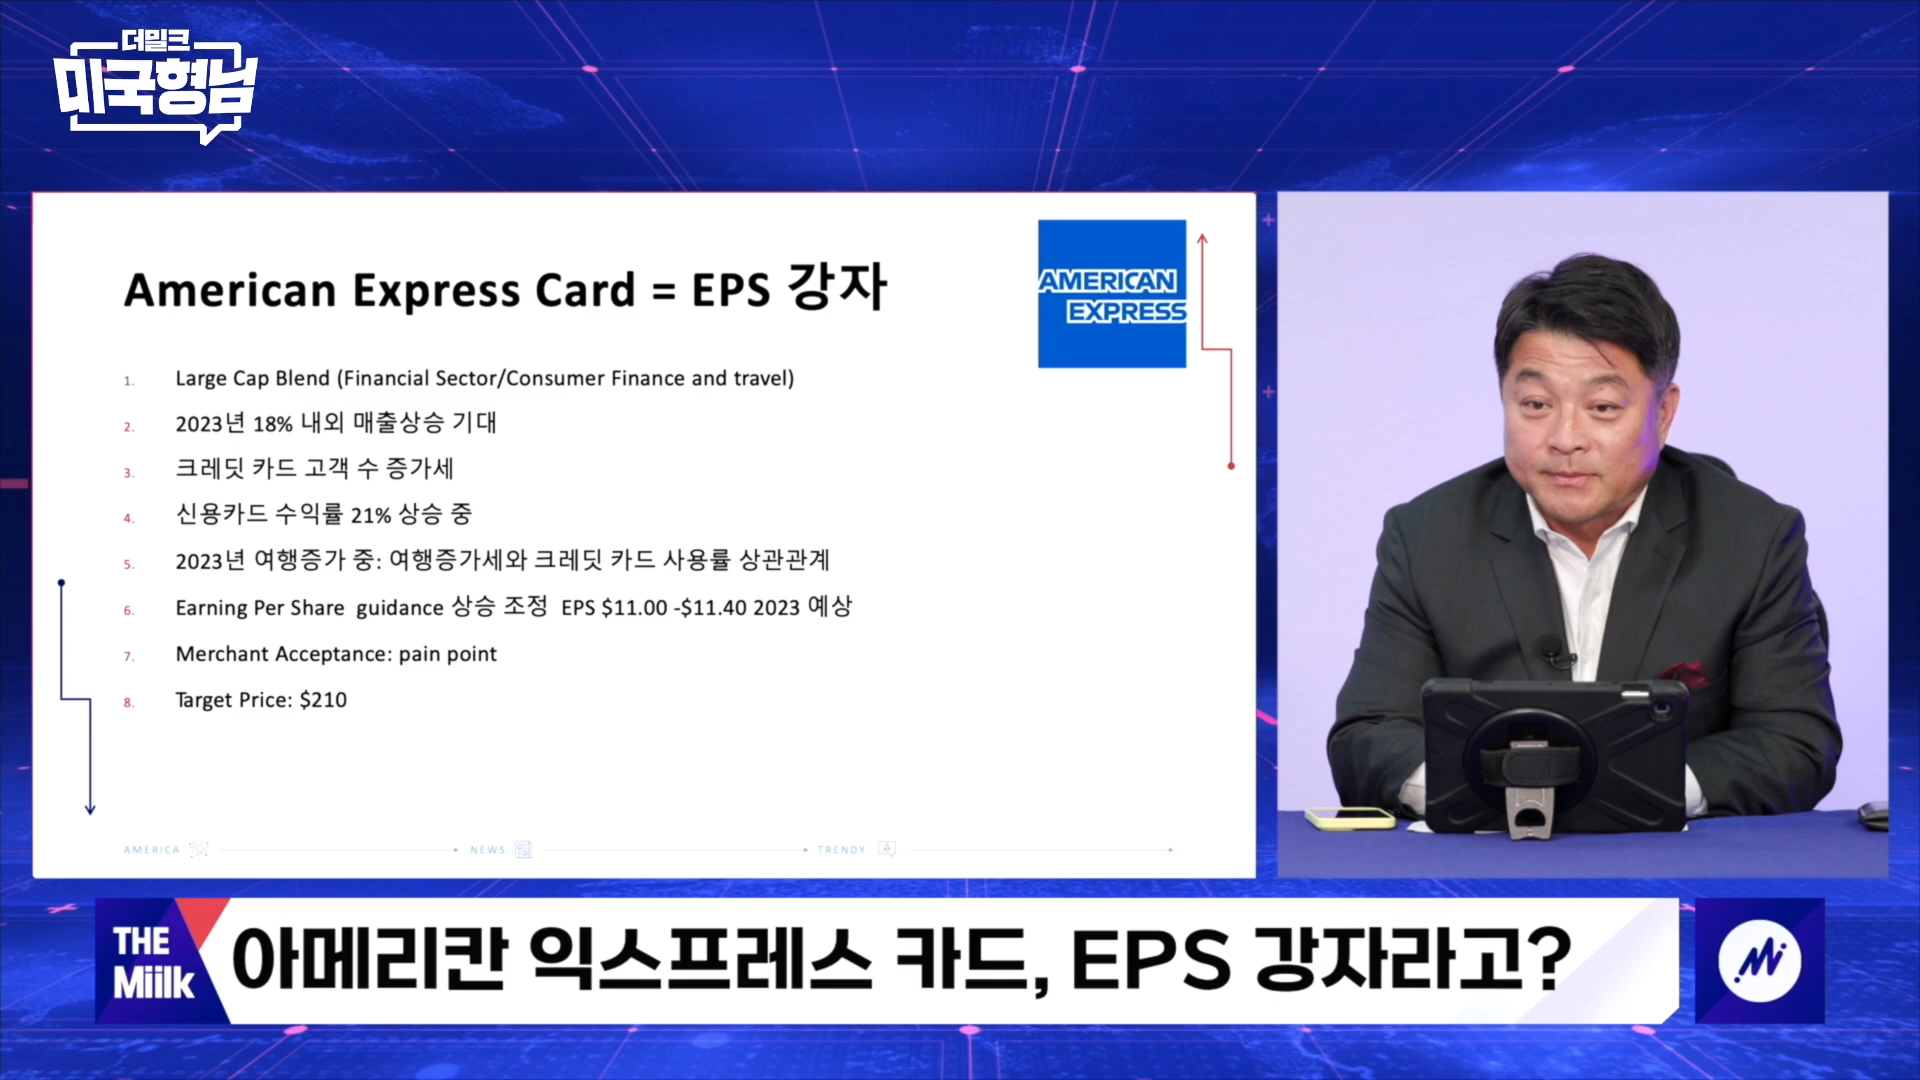 더밀크
미국형님
American Express Card = EPS 강자
AMERICAN
EXPRESS
1. Large Cap Blend (Financial Sector/Consumer Finance and travel)
2. 2023년 18% 내외 매출상승 기대
3. 크레딧 카드 고객 수 증가세
4. 신용카드 수익률 21% 상승 중
5. 2023년 여행증가 중: 여행증가세와 크레딧 카드 사용률 상관관계
6. Earning Per Share guidance 상승 조정 EPS $11.00 -$11.40 2023 예상
7. Merchant Acceptance: pain point
8. Target Price: $210
AMERICA NEWS TRENDY
THE
Miilk
아메리칸 익스프레스 카드, EPS 강자라고?